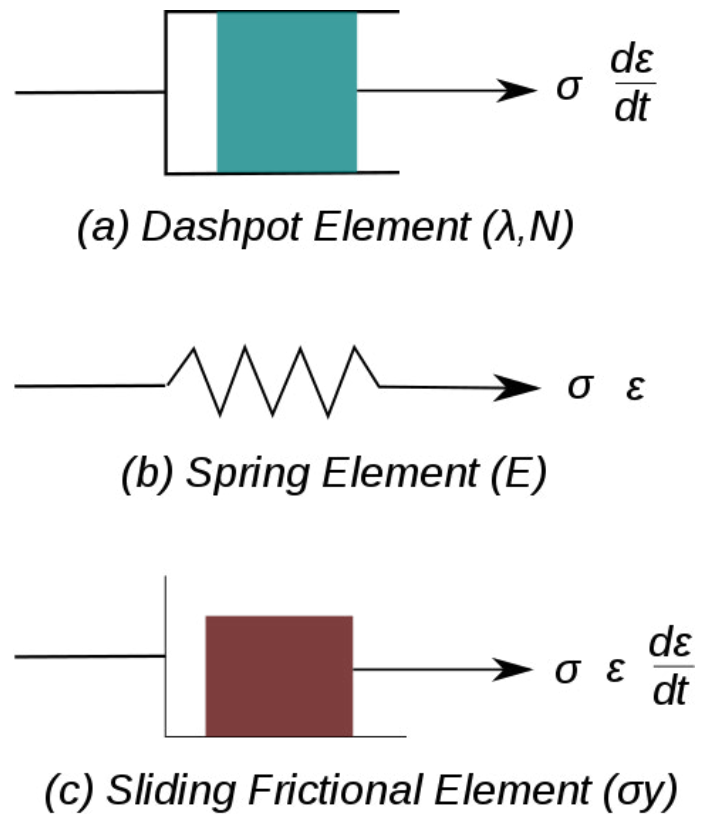 σ dε/dt
(a) Dashpot Element (λ,N)
σ ε
(b) Spring Element (E)
σ ε dε/dt
(c) Sliding Frictional Element (σy)